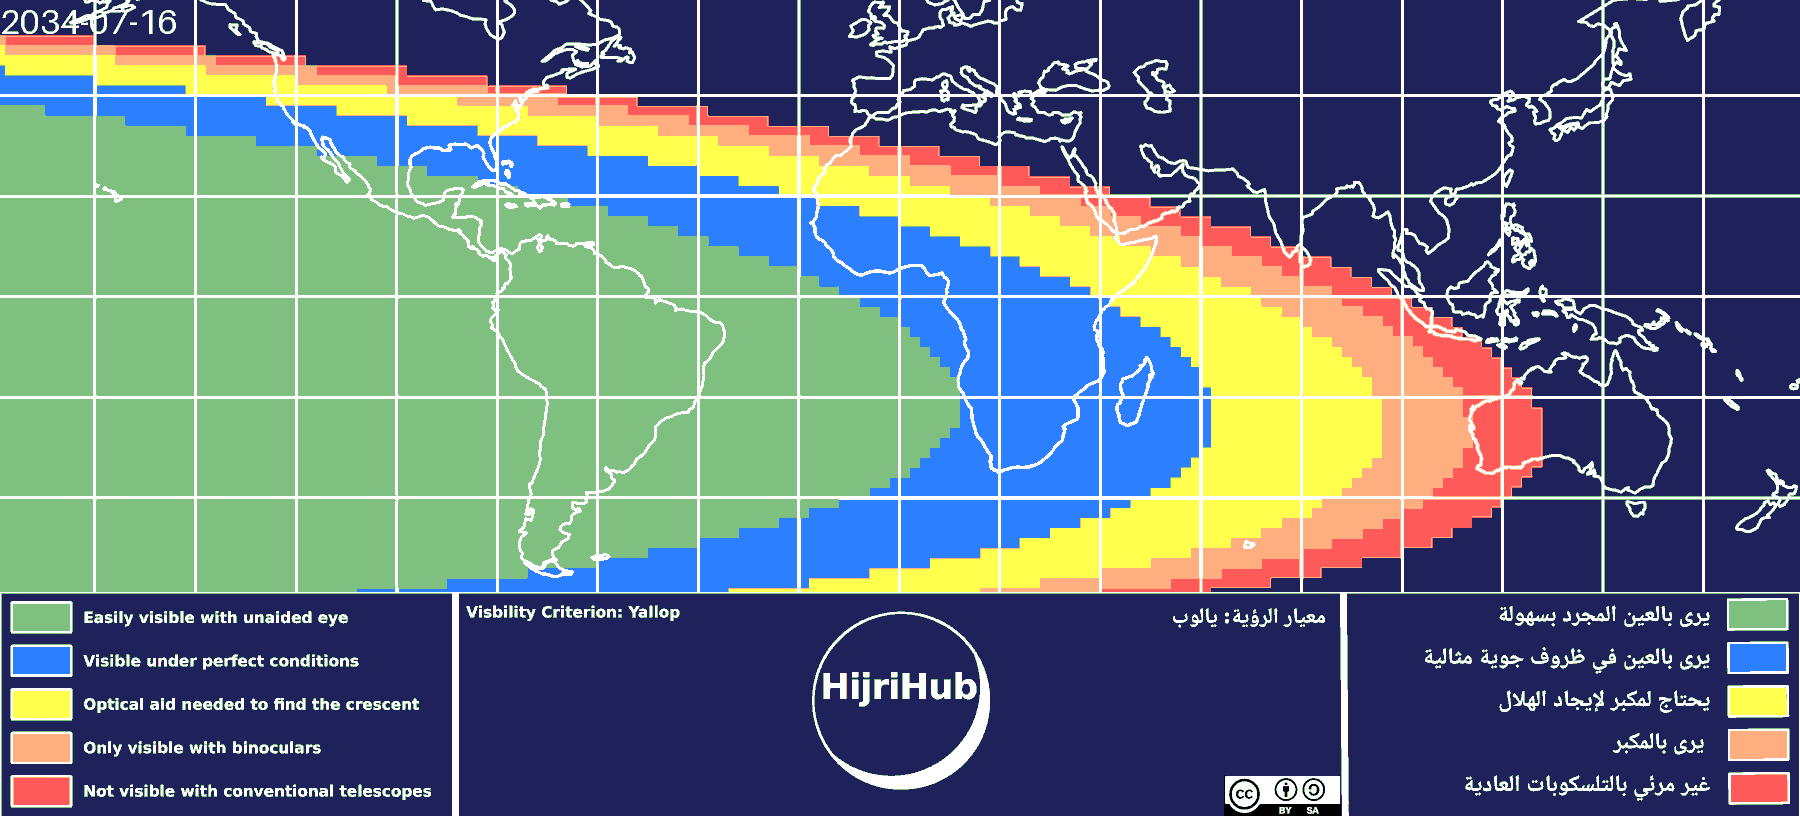 2034-07-16
Easily visible with unaided eye
Visible under perfect conditions
Optical aid needed to find the crescent
Only visible with binoculars
Not visible with conventional telescopes
Visbility Criterion: Yallop
معيار الرؤية: يالوب
HijriHub
cc
BY SA
يرى بالعين المجرد بسهولة
يرى بالعين في ظروف جوية مثالية
يحتاج لمكبر لإيجاد الهلال
يرى بالمكبر
غير مرئي بالتلسكوبات العادية